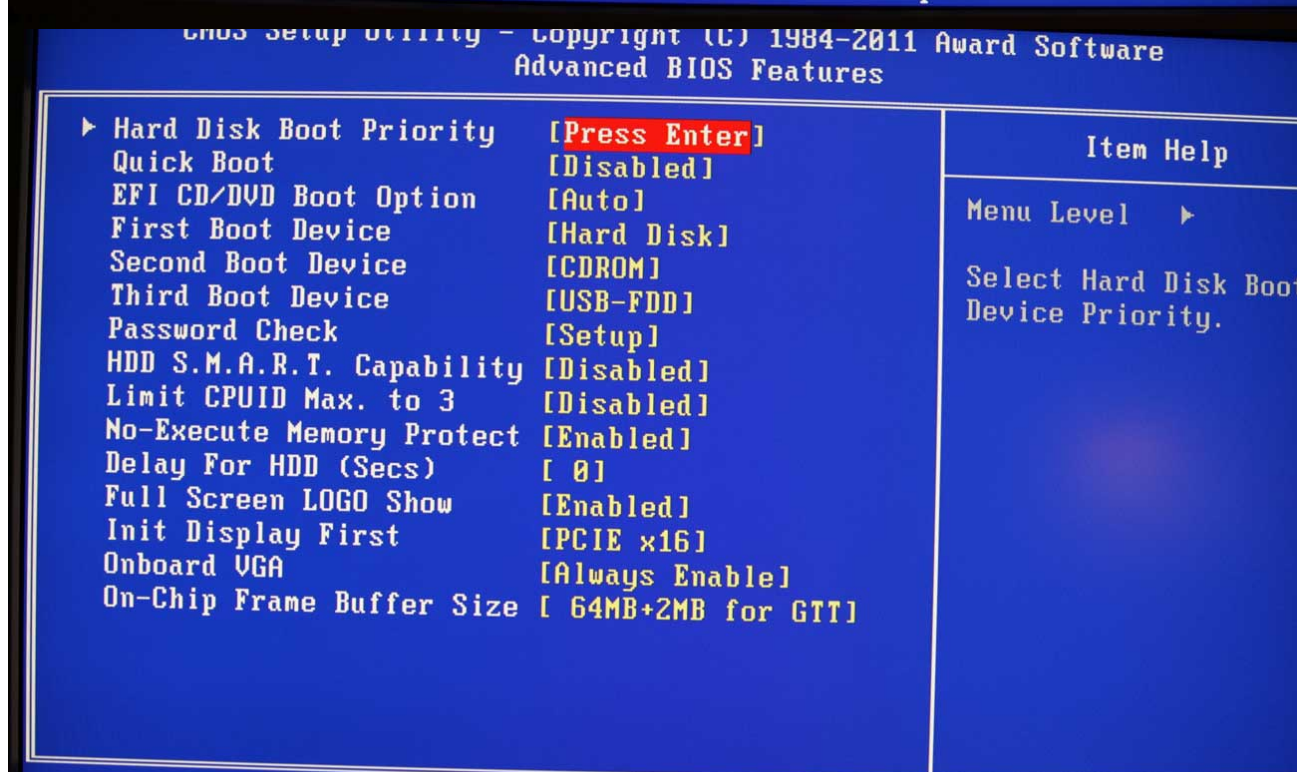 CMOS Setup Utility - Copyright (C) 1984-2011 Award Software
Advanced BIOS Features
Hard Disk Boot Priority [Press Enter]
Quick Boot [Disabled]
EFI CD/DVD Boot Option [Auto]
First Boot Device [Hard Disk]
Second Boot Device [CDROM]
Third Boot Device [USB-FDD]
Password Check [Setup]
HDD S.M.A.R.T. Capability [Disabled]
Limit CPUID Max. to 3 [Disabled]
No-Execute Memory Protect [Enabled]
Delay For HDD (Secs) [ 0]
Full Screen LOGO Show [Enabled]
Init Display First [PCIE x16]
Onboard VGA [Always Enable]
On-Chip Frame Buffer Size [ 64MB+2MB for GTT]
Item Help
Menu Level
Select Hard Disk Boot
Device Priority.